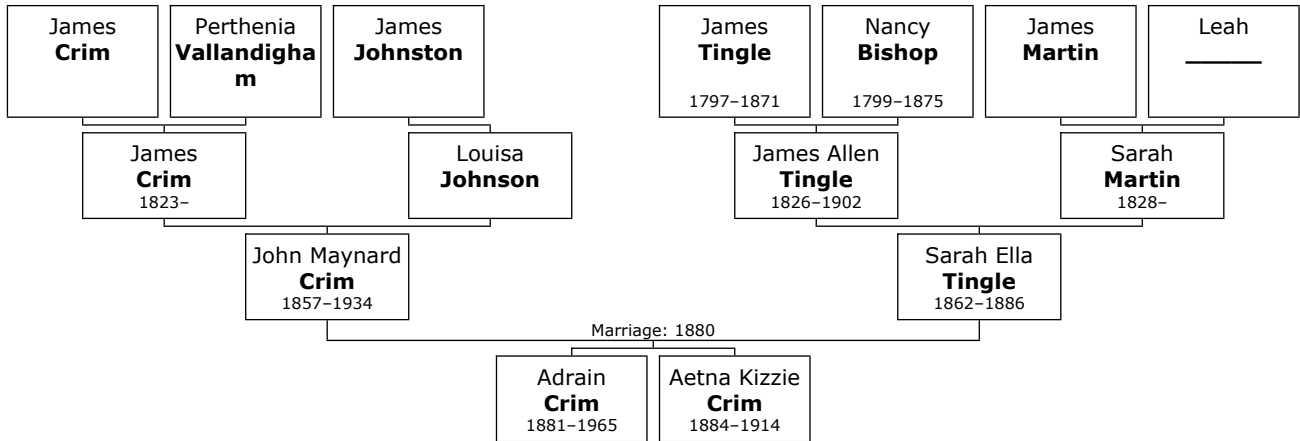 James
Crim
Perthenia
Vallandigha
m
James
Johnston
James
Tingle
1797–1871
Nancy
Bishop
1799–1875
James
Martin
Leah
______
James
Crim
1823–
Louisa
Johnson
James Allen
Tingle
1826–1902
Sarah
Martin
1828–
John Maynard
Crim
1857–1934
Sarah Ella
Tingle
1862–1886
Marriage: 1880
Adrain
Crim
1881–1965
Aetna Kizzie
Crim
1884–1914